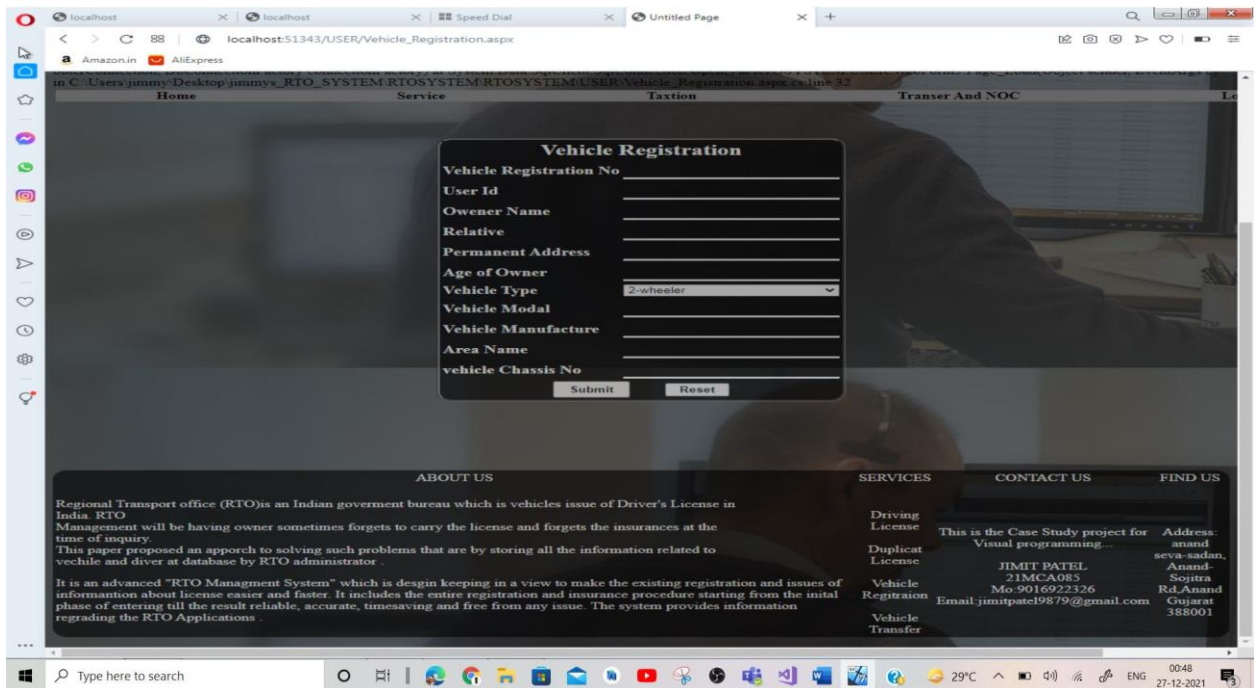 localhost
localhost
Speed Dial
Untitled Page
localhost:51343/USER/Vehicle_Registration.aspx
Amazon.in
AliExpress
in C:\Users\jimmy\Desktop\jimmys_RTO_SYSTEM\RTOSYSTEM\RTOSYSTEM\USER\Vehicle_Registration.aspx.cs:line 32
Home Service Taxtion Transer And NOC
Vehicle Registration
Vehicle Registration No
User Id
Owener Name
Relative
Permanent Address
Age of Owner
Vehicle Type 2-wheeler
Vehicle Modal
Vehicle Manufacture
Area Name
vehicle Chassis No
Submit Reset
ABOUT US
Regional Transport office (RTO)is an Indian goverment bureau which is vehicles issue of Driver's License in
India. RTO
Management will be having owner sometimes forgets to carry the license and forgets the insurances at the
time of inquiry.
This paper proposed an apporch to solving such problems that are by storing all the information related to
vechile and diver at database by RTO administrator .
It is an advanced "RTO Managment System" which is desgin keeping in a view to make the existing registration and issues of
informantion about license easier and faster. It includes the entire registration and insurance procedure starting from the inital
phase of entering till the result reliable, accurate, timesaving and free from any issue. The system provides information
regrading the RTO Applications .
SERVICES
Driving
License
Duplicat
License
Vehicle
Regitraion
Vehicle
Transfer
CONTACT US
This is the Case Study project for
Visual programming...
JIMIT PATEL
21MCA085
Mo:9016922326
Email:jimitpatel9879@gmail.com
FIND US
Address:
anand
seva-sadan,
Anand-
Sojitra
Rd,Anand
Gujarat
388001
Type here to search
29°C
ENG
00:48
27-12-2021